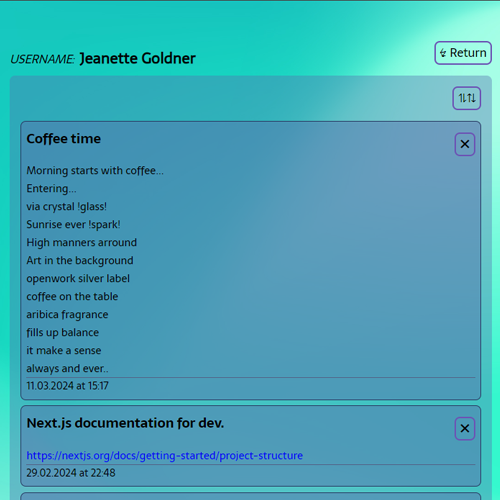 USERNAME: Jeanette Goldner
Return
Coffee time
Morning starts with coffee...
Entering...
via crystal !glass!
Sunrise ever !spark!
High manners arround
Art in the background
openwork silver label
coffee on the table
aribica fragrance
fills up balance
it make a sense
always and ever..
11.03.2024 at 15:17
Next.js documentation for dev.
https://nextjs.org/docs/getting-started/project-structure
29.02.2024 at 22:48